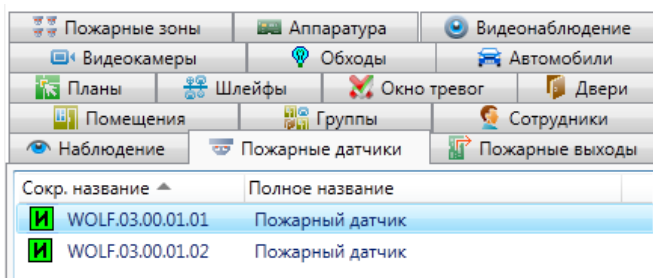 Пожарные зоны Аппаратура Видеонаблюдение
Видеокамеры Обходы Автомобили
Планы Шлейфы Окно тревог Двери
Помещения Группы Сотрудники
Наблюдение Пожарные датчики Пожарные выходы
Сокр. название Полное название
И WOLF.03.00.01.01 Пожарный датчик
И WOLF.03.00.01.02 Пожарный датчик